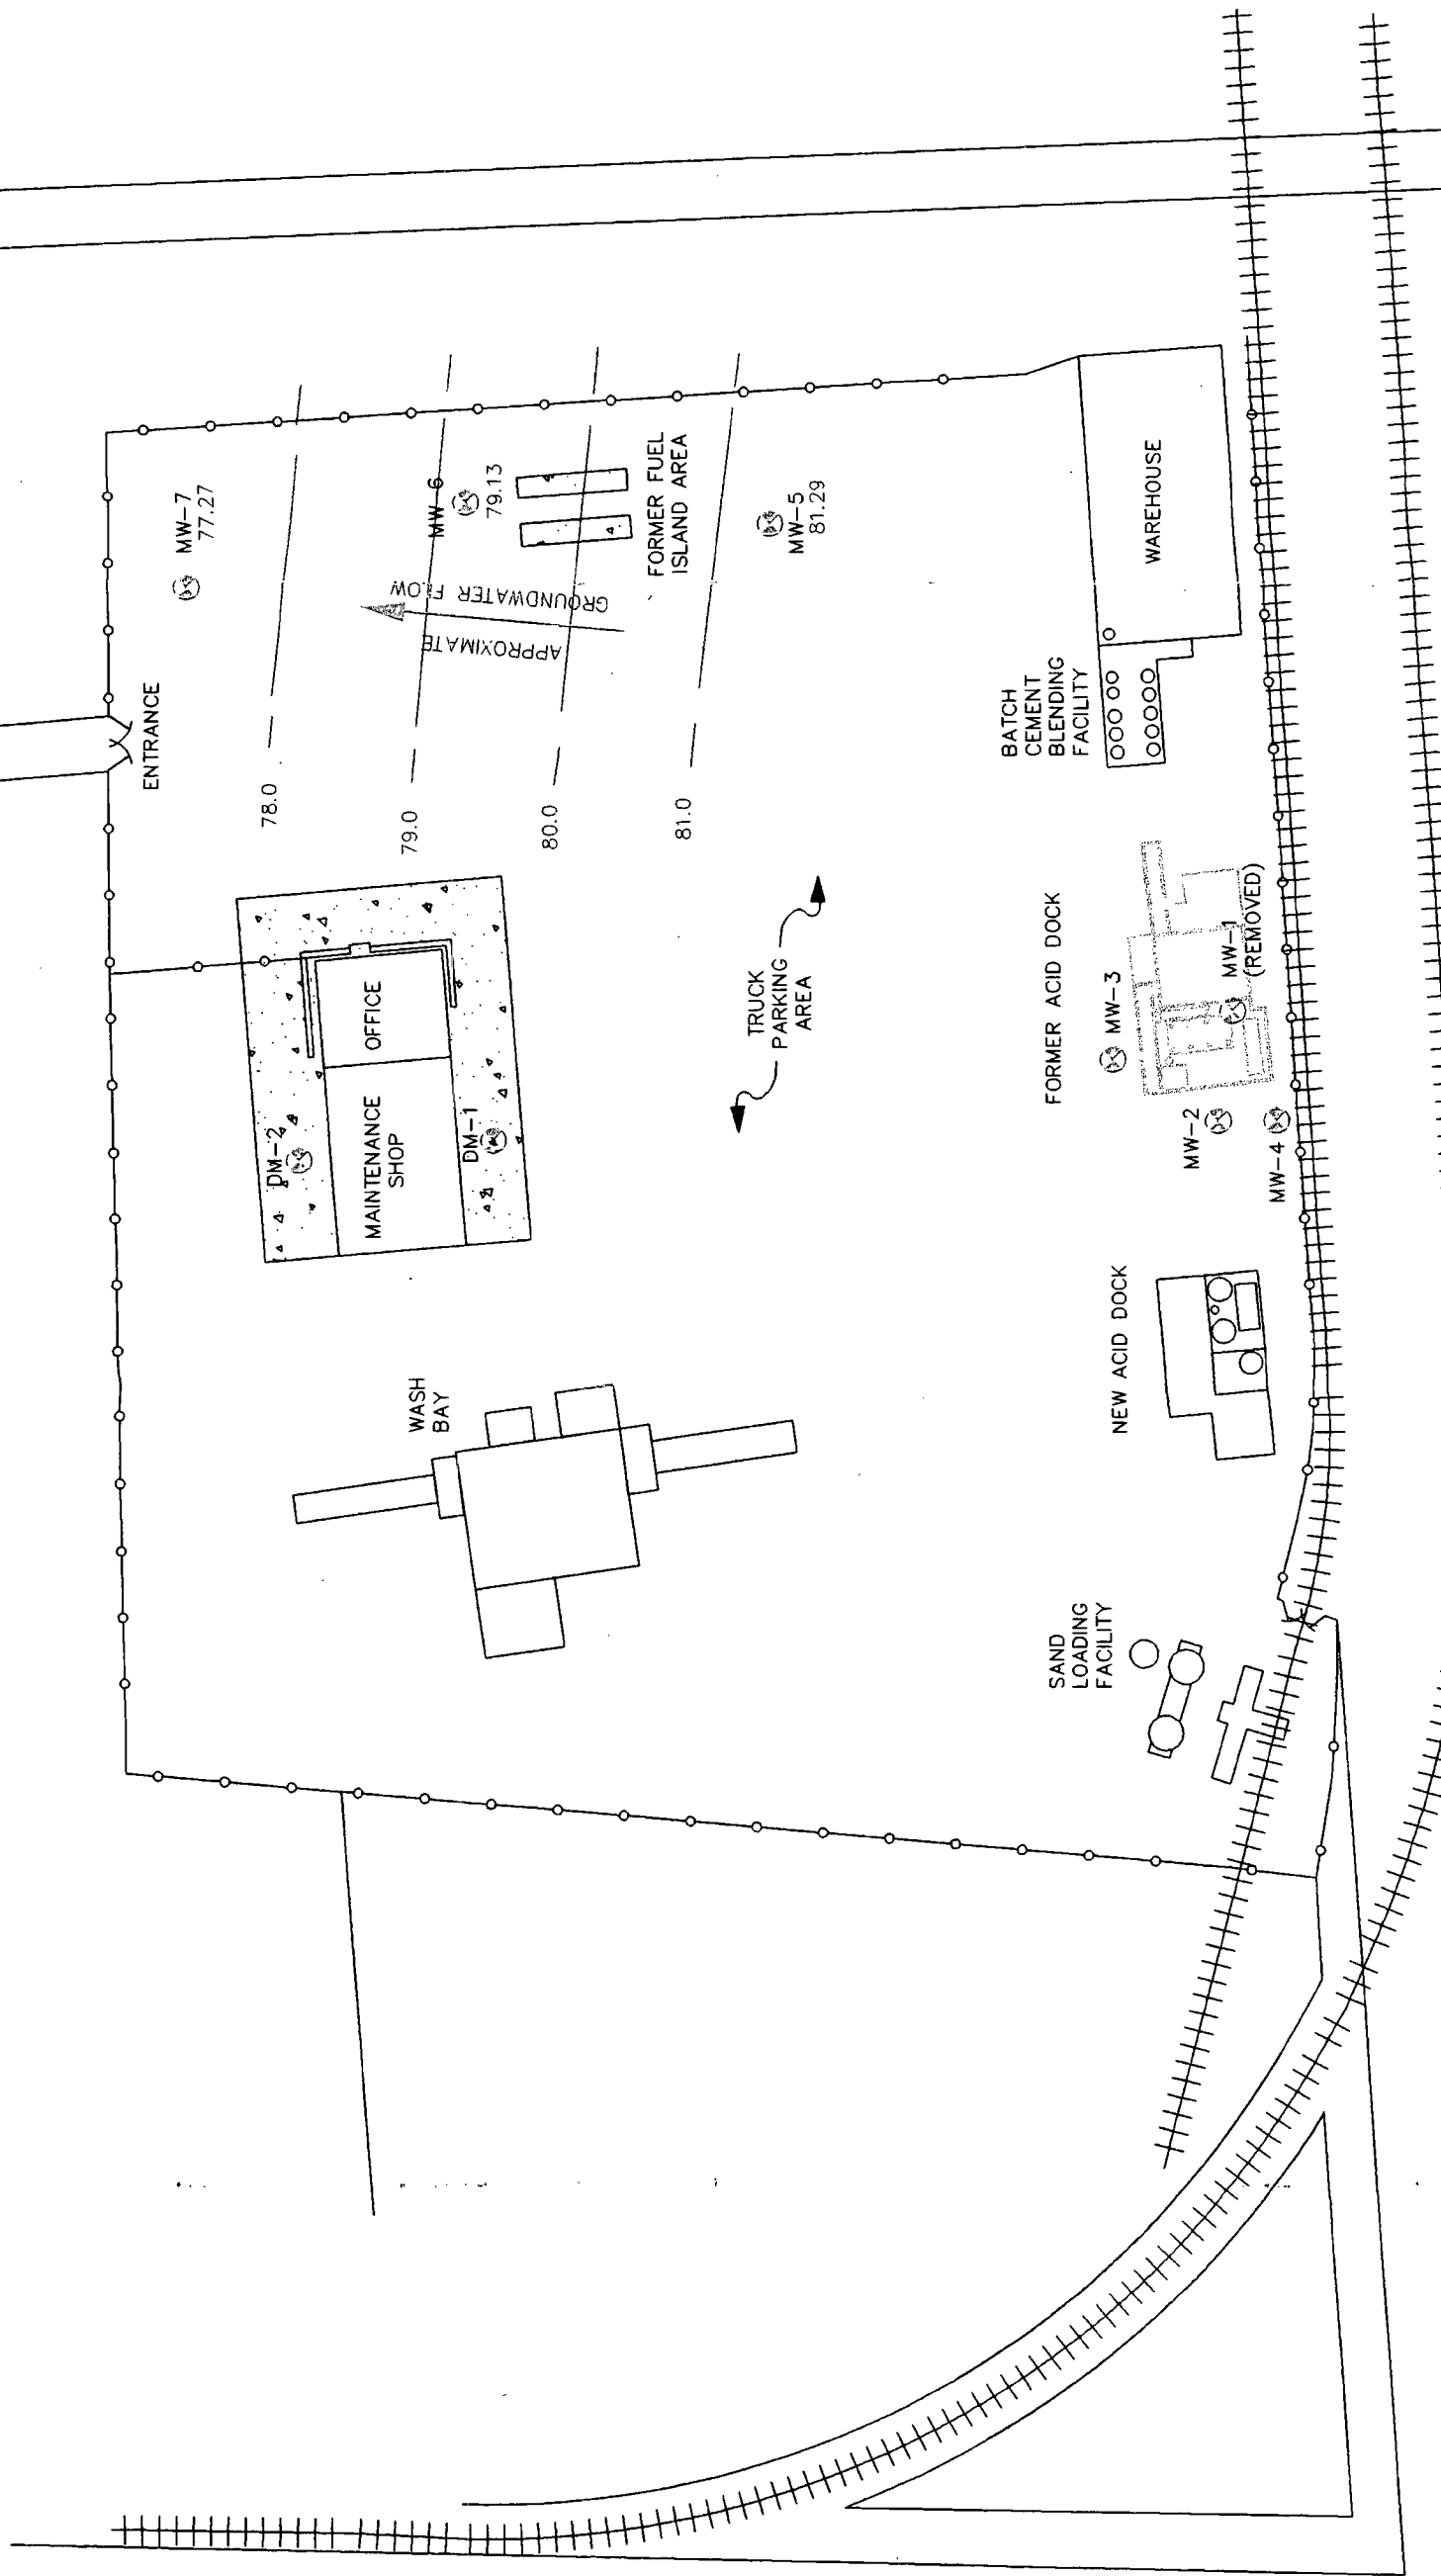 MW-7
77.27
ENTRANCE
78.0
79.0
80.0
81.0
MW-6
79.13
FORMER FUEL
ISLAND AREA
APPROXIMATE
GROUNDWATER FLOW
MW-5
81.29
WAREHOUSE
BATCH
CEMENT
BLENDING
FACILITY
OFFICE
MAINTENANCE
SHOP
DM-2
DM-1
TRUCK
PARKING
AREA
FORMER ACID DOCK
MW-3
MW-1
(REMOVED)
MW-2
MW-4
NEW ACID DOCK
WASH
BAY
SAND
LOADING
FACILITY